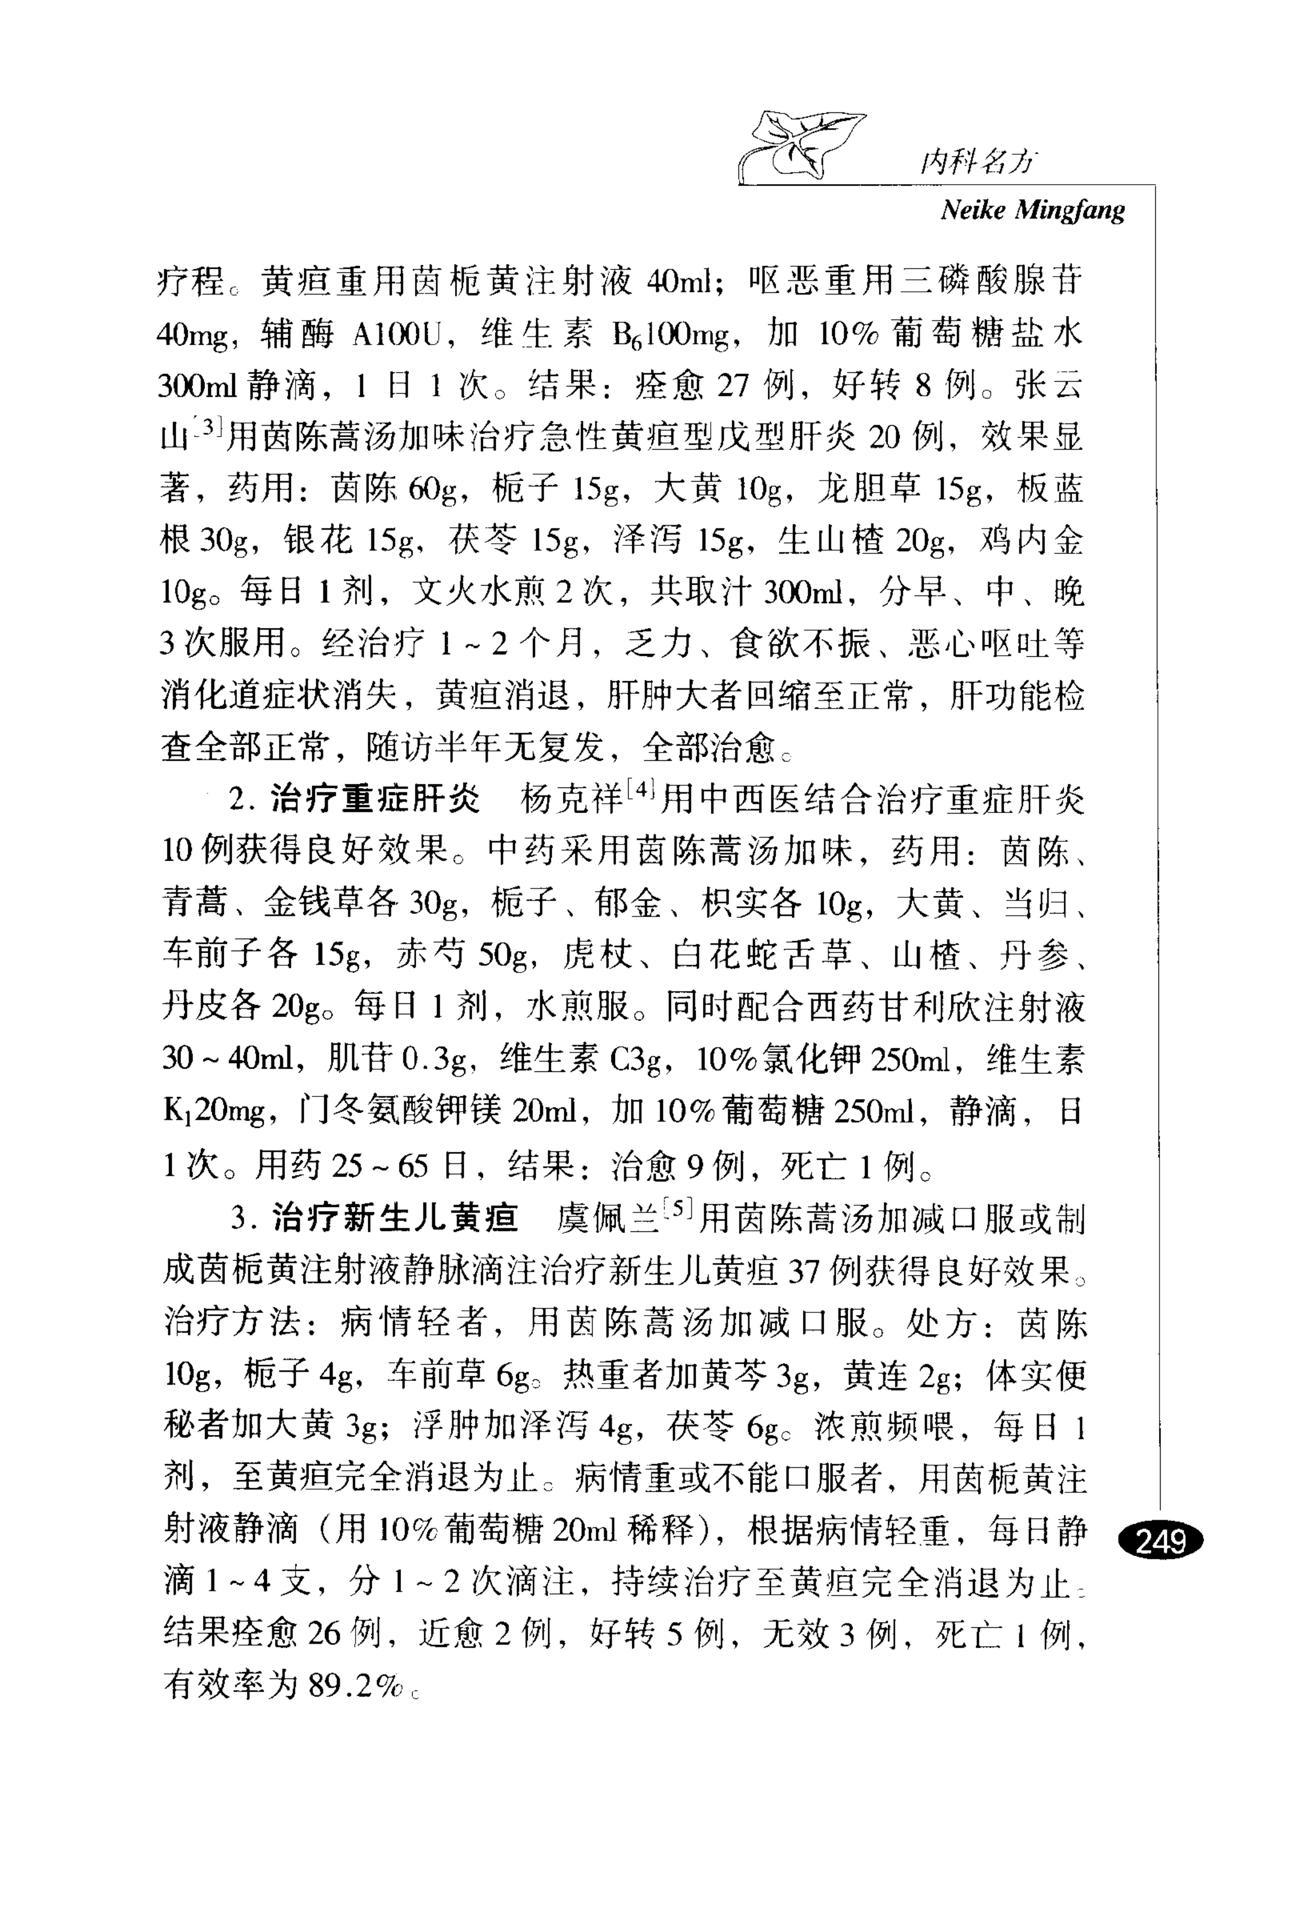 内科名方
Neike Mingfang
疗程。黄疸重用茵栀黄注射液 40ml；呕恶重用三磷酸腺苷
40mg，辅酶 A100U，维生素 B₆100mg，加 10%葡萄糖盐水
300ml静滴，1 日 1 次。结果：痊愈 27 例，好转 8 例。张云
山[3]用茵陈蒿汤加味治疗急性黄疸型戊型肝炎 20 例，效果显
著，药用：茵陈 60g，栀子 15g，大黄 10g，龙胆草 15g，板蓝
根 30g，银花 15g，茯苓 15g，泽泻 15g，生山楂 20g，鸡内金
10g。每日 1 剂，文火水煎 2 次，共取汁 300ml，分早、中、晚
3 次服用。经治疗 1～2 个月，乏力、食欲不振、恶心呕吐等
消化道症状消失，黄疸消退，肝肿大者回缩至正常，肝功能检
查全部正常，随访半年无复发，全部治愈。
2. 治疗重症肝炎　杨克祥[4]用中西医结合治疗重症肝炎
10 例获得良好效果。中药采用茵陈蒿汤加味，药用：茵陈、
青蒿、金钱草各 30g，栀子、郁金、枳实各 10g，大黄、当归、
车前子各 15g，赤芍 50g，虎杖、白花蛇舌草、山楂、丹参、
丹皮各 20g。每日 1 剂，水煎服。同时配合西药甘利欣注射液
30～40ml，肌苷 0.3g，维生素 C3g，10%氯化钾 250ml，维生素
K₁20mg，门冬氨酸钾镁 20ml，加 10%葡萄糖 250ml，静滴，日
1 次。用药 25～65 日，结果：治愈 9 例，死亡 1 例。
3. 治疗新生儿黄疸　虞佩兰[5]用茵陈蒿汤加减口服或制
成茵栀黄注射液静脉滴注治疗新生儿黄疸 37 例获得良好效果。
治疗方法：病情轻者，用茵陈蒿汤加减口服。处方：茵陈
10g，栀子 4g，车前草 6g。热重者加黄芩 3g，黄连 2g；体实便
秘者加大黄 3g；浮肿加泽泻 4g，茯苓 6g。浓煎频喂，每日 1
剂，至黄疸完全消退为止。病情重或不能口服者，用茵栀黄注
射液静滴（用 10%葡萄糖 20ml 稀释），根据病情轻重，每日静
滴 1～4 支，分 1～2 次滴注，持续治疗至黄疸完全消退为止。
结果痊愈 26 例，近愈 2 例，好转 5 例，无效 3 例，死亡 1 例，
有效率为 89.2%。
249